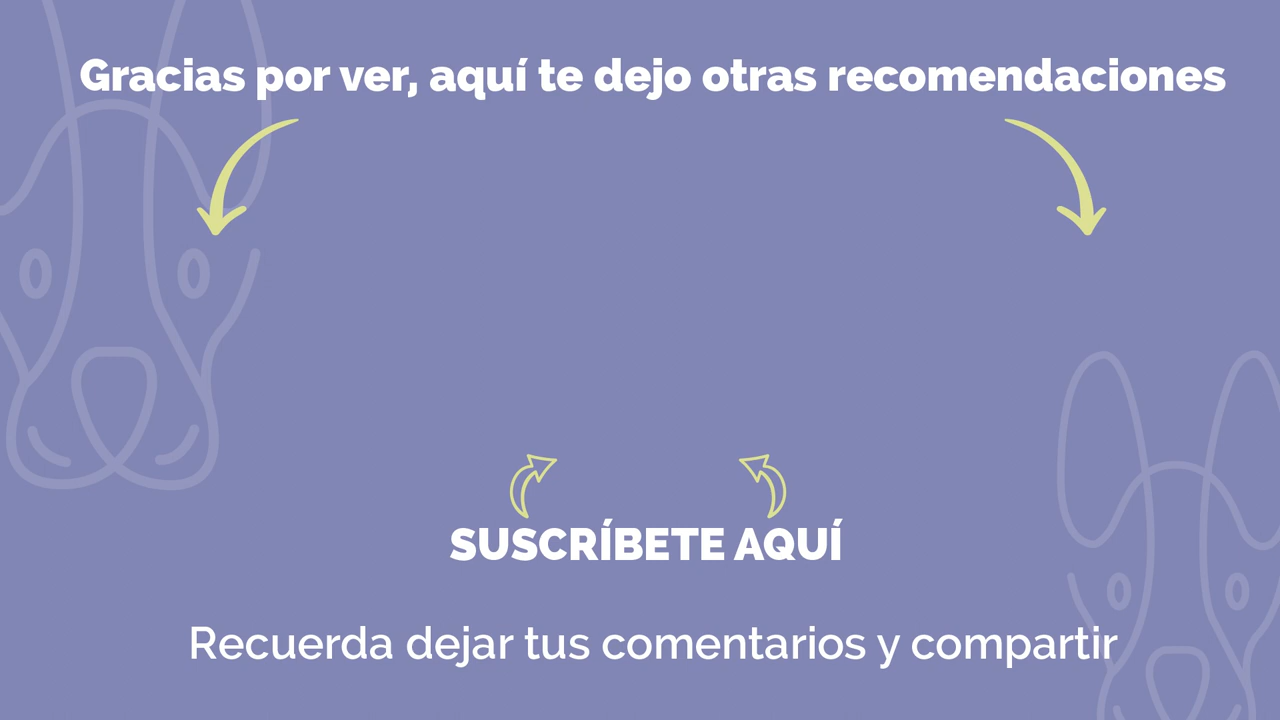 Gracias por ver, aquí te dejo otras recomendaciones
SUSCRÍBETE AQUÍ
Recuerda dejar tus comentarios y compartir